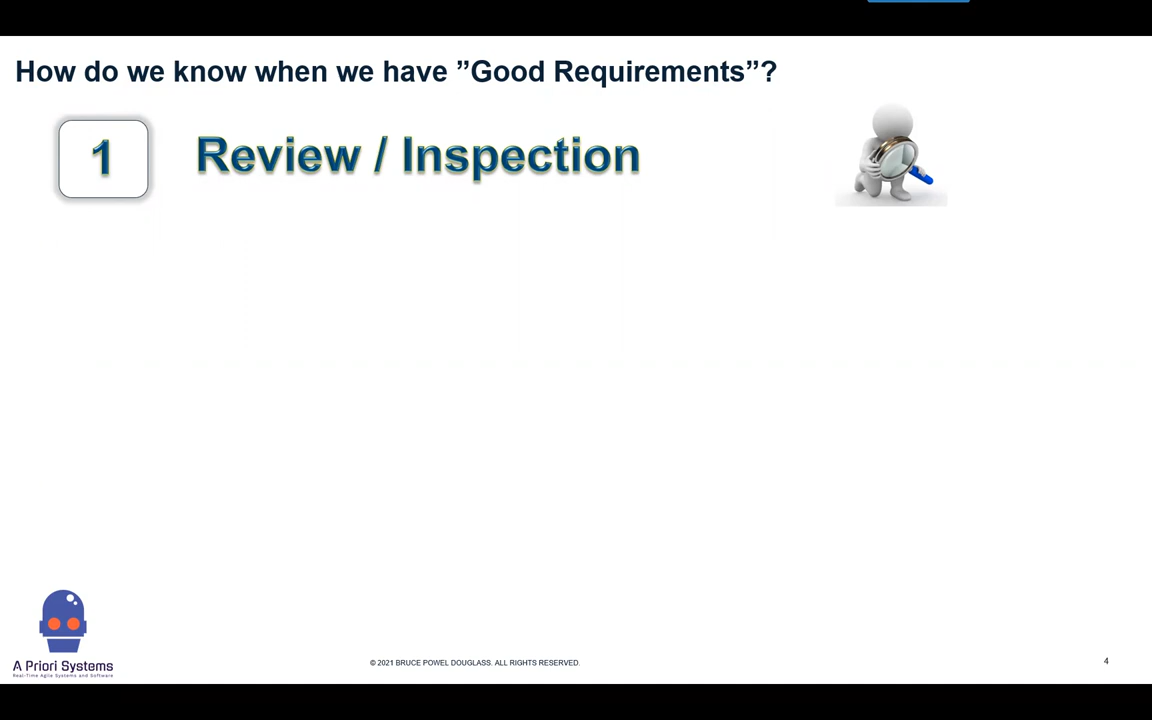 How do we know when we have ”Good Requirements”?
1
Review / Inspection
A Priori Systems
Real-Time Agile Systems and Software
© 2021 BRUCE POWEL DOUGLASS. ALL RIGHTS RESERVED.
4